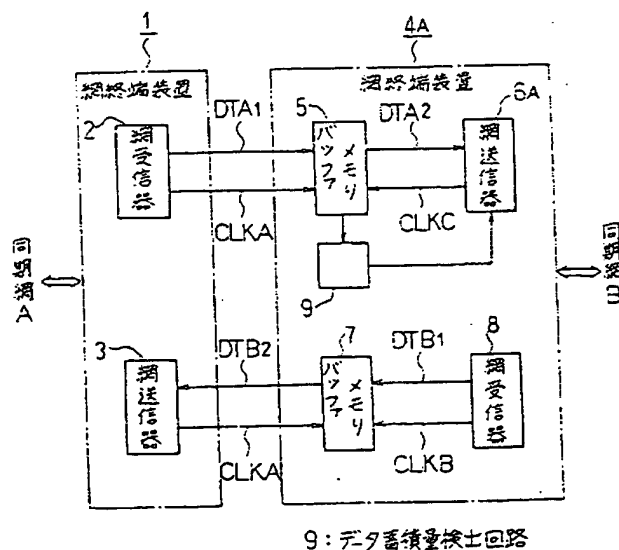 1
網終端装置
2
網受信器
DTA1
CLKA
回路網A
3
網送信器
DTB2
CLKA
4A
網終端装置
5
バッファ
メモリ
DTA2
CLKC
6A
網送信器
9
7
バッファ
メモリ
DTB1
CLKB
8
網受信器
回路網B
9:データ蓄積量検出回路